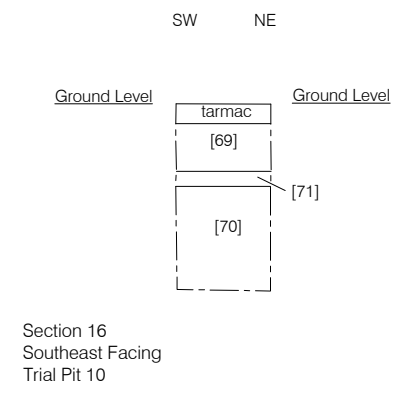 SW NE
Ground Level Ground Level
tarmac
[69]
[71]
[70]
Section 16
Southeast Facing
Trial Pit 10